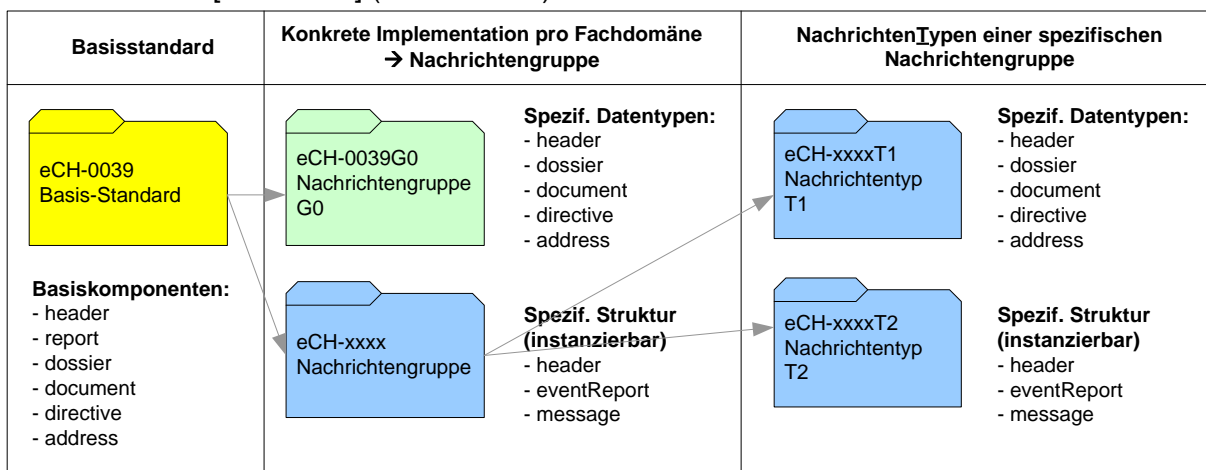 Basisstandard
Konkrete Implementation pro Fachdomäne
→ Nachrichtengruppe
NachrichtenTypen einer spezifischen
Nachrichtengruppe
eCH-0039
Basis-Standard
Basiskomponenten:
- header
- report
- dossier
- document
- directive
- address
eCH-0039G0
Nachrichtengruppe
G0
Spezif. Datentypen:
- header
- dossier
- document
- directive
- address
eCH-xxxx
Nachrichtengruppe
Spezif. Struktur
(instanzierbar)
- header
- eventReport
- message
eCH-xxxxT1
Nachrichtentyp
T1
Spezif. Datentypen:
- header
- dossier
- document
- directive
- address
eCH-xxxxT2
Nachrichtentyp
T2
Spezif. Struktur
(instanzierbar)
- header
- eventReport
- message